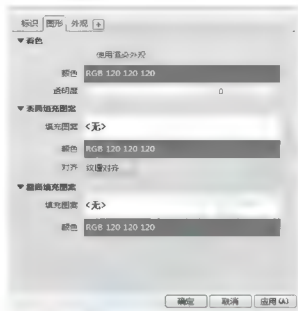 标识 图形 外观 +
▼着色
使用渲染外观
颜色 RGB 120 120 120
透明度 0
▼表面填充图案
填充图案 <无>
颜色 RGB 120 120 120
对齐 纹理对齐
▼截面填充图案
填充图案 <无>
颜色 RGB 120 120 120
确定 取消 应用(A)